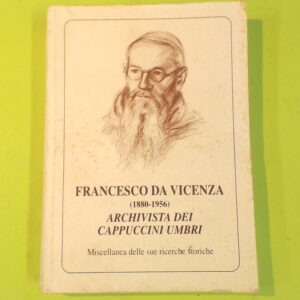 FRANCESCO DA VICENZA
(1880-1956)
ARCHIVISTA DEI
CAPPUCCINI UMBRI
Miscellanea delle sue ricerche storiche